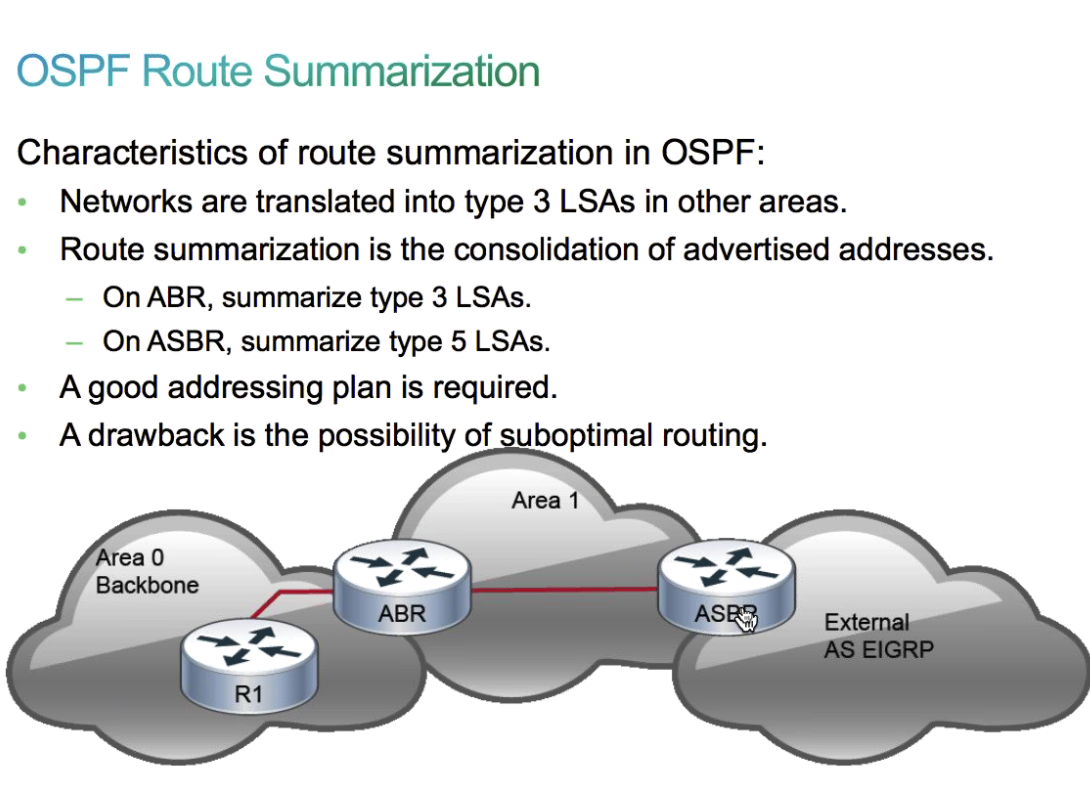 OSPF Route Summarization
Characteristics of route summarization in OSPF:
• Networks are translated into type 3 LSAs in other areas.
• Route summarization is the consolidation of advertised addresses.
– On ABR, summarize type 3 LSAs.
– On ASBR, summarize type 5 LSAs.
• A good addressing plan is required.
• A drawback is the possibility of suboptimal routing.
Area 1
Area 0
Backbone
ABR
ASBR
External
AS EIGRP
R1